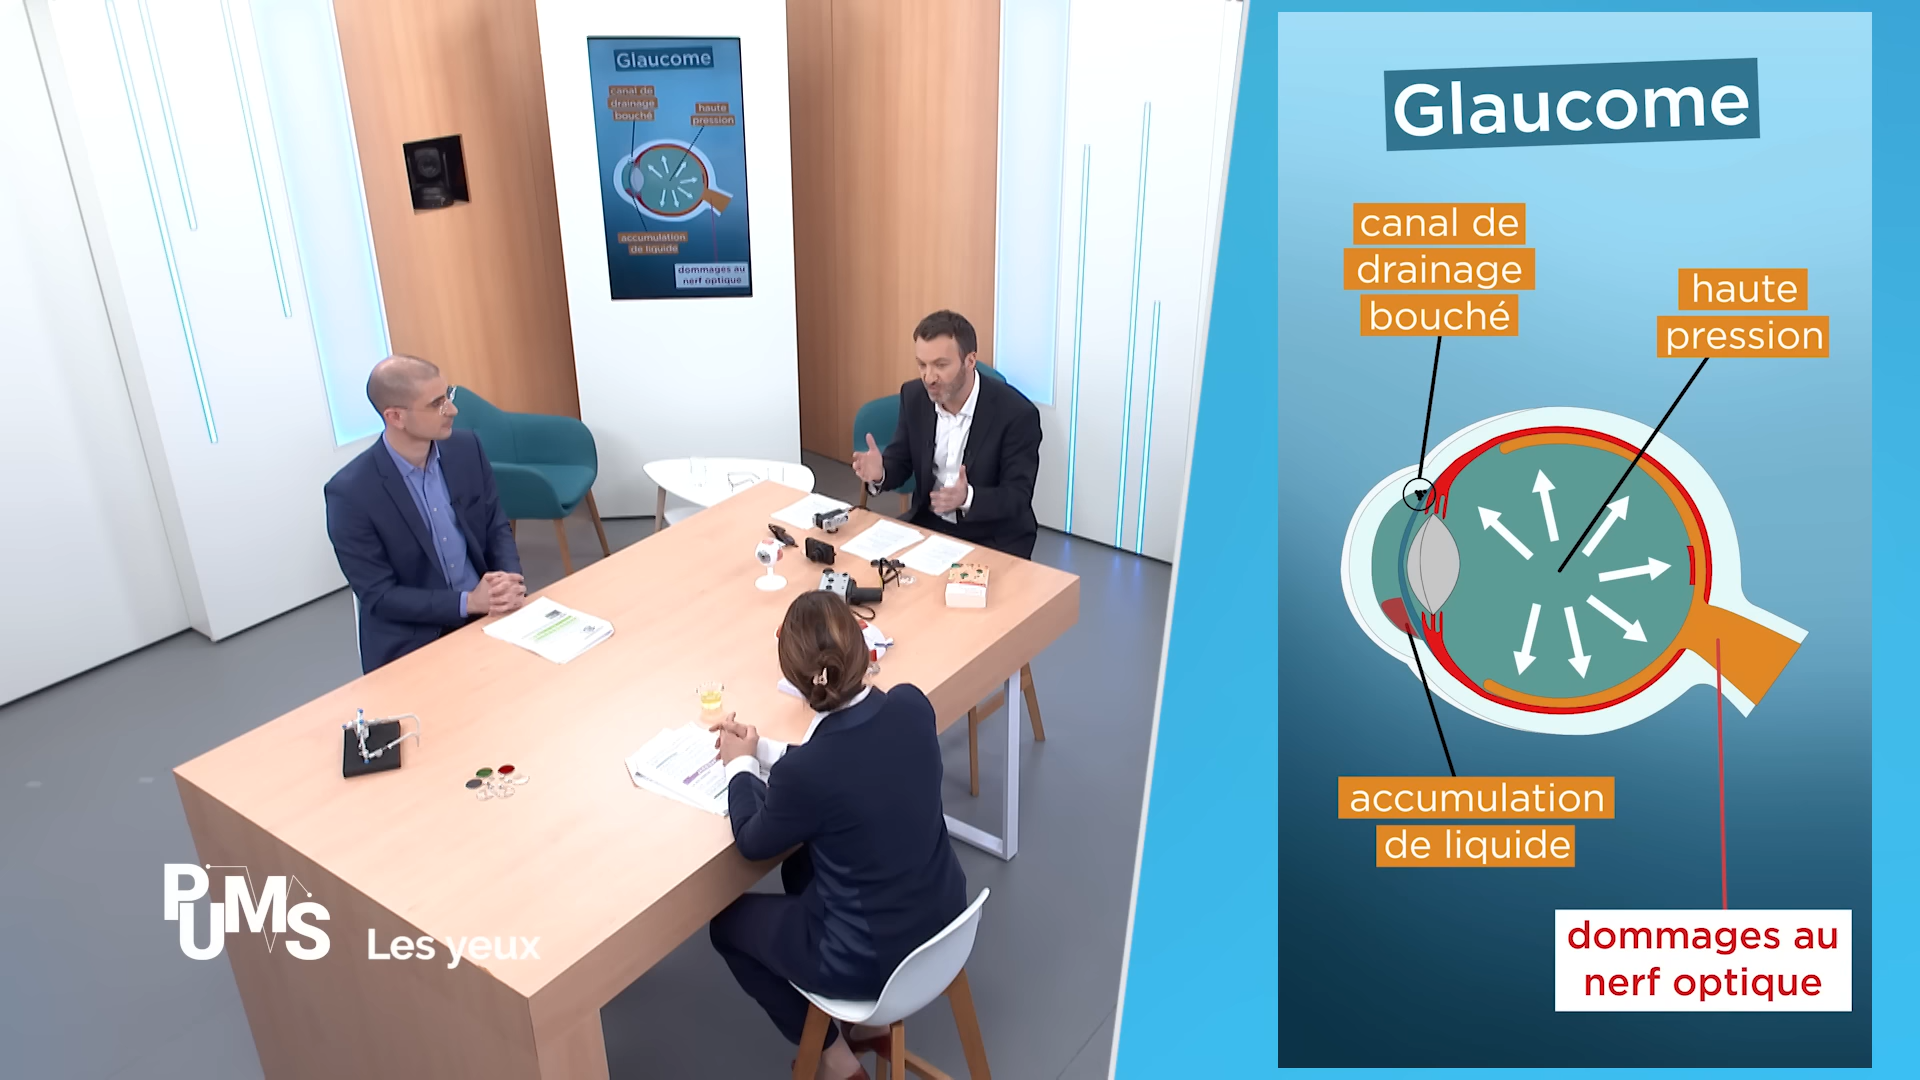 Glaucome
canal de
drainage
bouché
haute
pression
accumulation
de liquide
dommages au
nerf optique
PUMS
Les yeux
Glaucome
canal de
drainage
bouché
haute
pression
accumulation
de liquide
dommages au
nerf optique